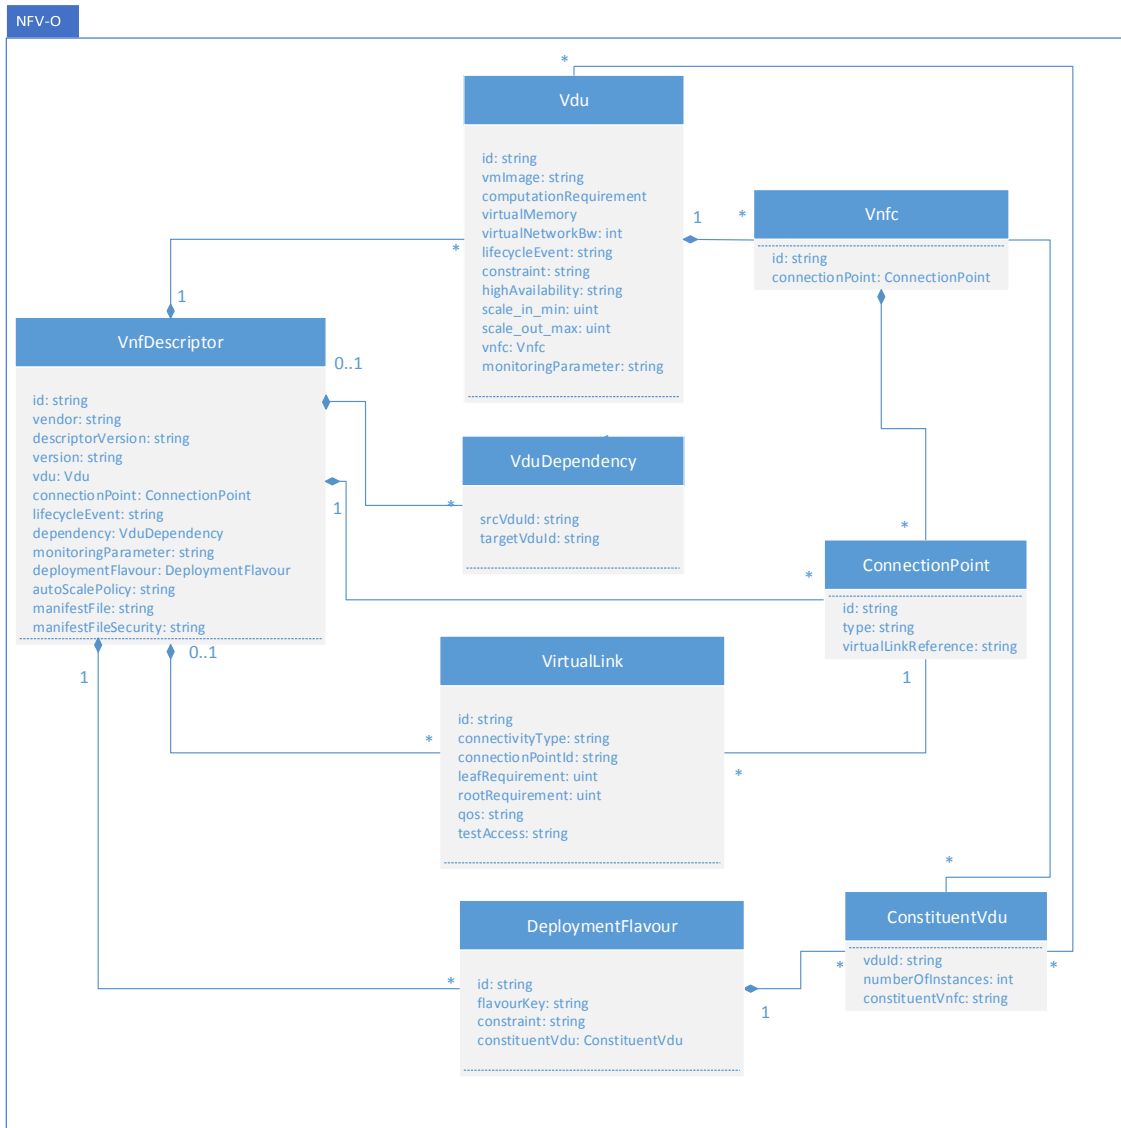 NFV-O
*
Vdu
id: string
vmImage: string
computationRequirement
virtualMemory
virtualNetworkBw: int
lifecycleEvent: string
constraint: string
highAvailability: string
scale_in_min: uint
scale_out_max: uint
vnfc: Vnfc
monitoringParameter: string
1
*
Vnfc
id: string
connectionPoint: ConnectionPoint
*
1
VnfDescriptor
0..1
id: string
vendor: string
descriptorVersion: string
version: string
vdu: Vdu
connectionPoint: ConnectionPoint
lifecycleEvent: string
dependency: VduDependency
monitoringParameter: string
deploymentFlavour: DeploymentFlavour
autoScalePolicy: string
manifestFile: string
manifestFileSecurity: string
1
*
VduDependency
srcVduId: string
targetVduId: string
*
*
ConnectionPoint
id: string
type: string
virtualLinkReference: string
1
0..1
1
*
VirtualLink
id: string
connectivityType: string
connectionPointId: string
leafRequirement: uint
rootRequirement: uint
qos: string
testAccess: string
*
*
DeploymentFlavour
id: string
flavourKey: string
constraint: string
constituentVdu: ConstituentVdu
*
1
*
ConstituentVdu
vduId: string
numberOfInstances: int
constituentVnfc: string
*